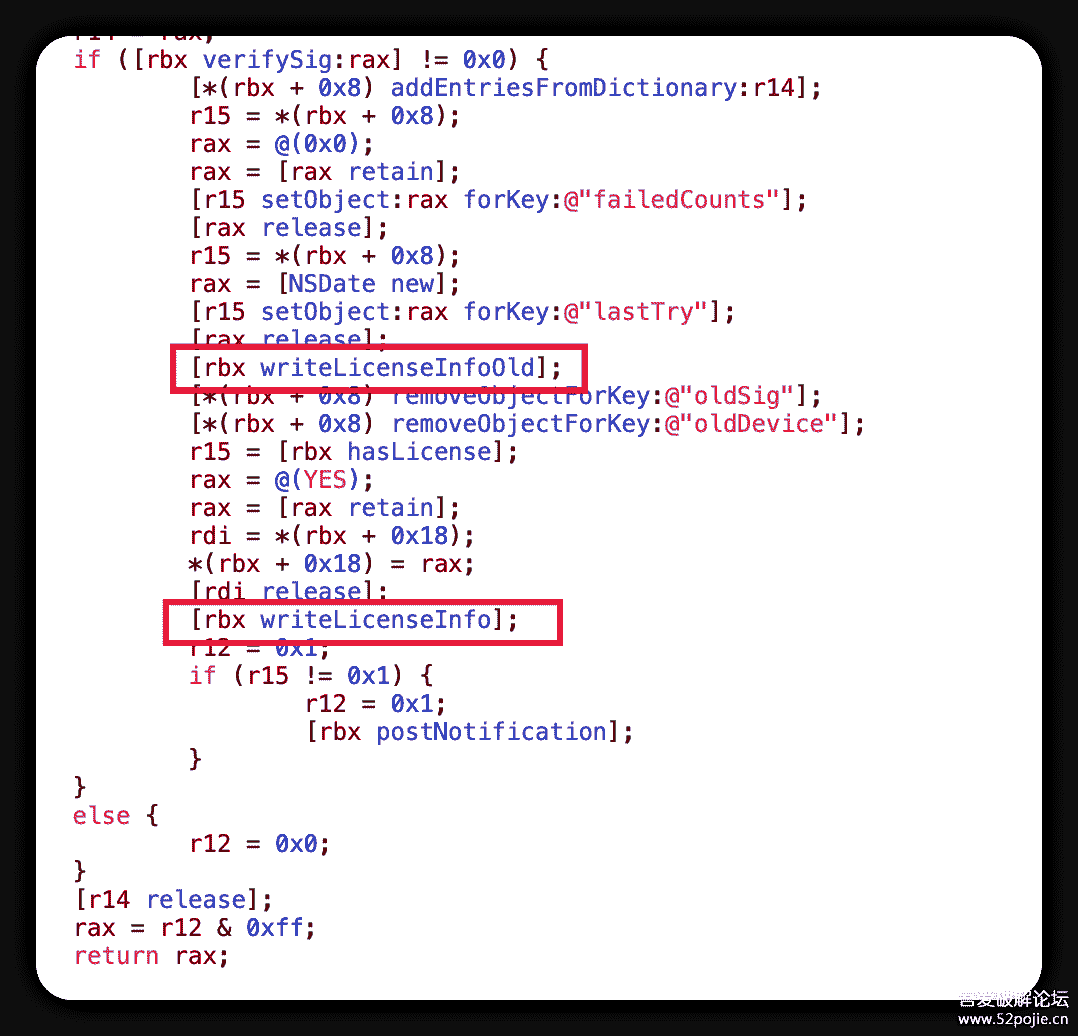 r14 = rax;
if ([rbx verifySig:rax] != 0x0) {
[*(rbx + 0x8) addEntriesFromDictionary:r14];
r15 = *(rbx + 0x8);
rax = @(0x0);
rax = [rax retain];
[r15 setObject:rax forKey:@"failedCounts"];
[rax release];
r15 = *(rbx + 0x8);
rax = [NSDate new];
[r15 setObject:rax forKey:@"lastTry"];
[rax release];
[rbx writeLicenseInfoOld];
[*(rbx + 0x8) removeObjectForKey:@"oldSig"];
[*(rbx + 0x8) removeObjectForKey:@"oldDevice"];
r15 = [rbx hasLicense];
rax = @(YES);
rax = [rax retain];
rdi = *(rbx + 0x18);
*(rbx + 0x18) = rax;
[rdi release];
[rbx writeLicenseInfo];
r12 = 0x1;
if (r15 != 0x1) {
r12 = 0x1;
[rbx postNotification];
}
}
else {
r12 = 0x0;
}
[r14 release];
rax = r12 & 0xff;
return rax;
吾爱破解论坛
www.52pojie.cn